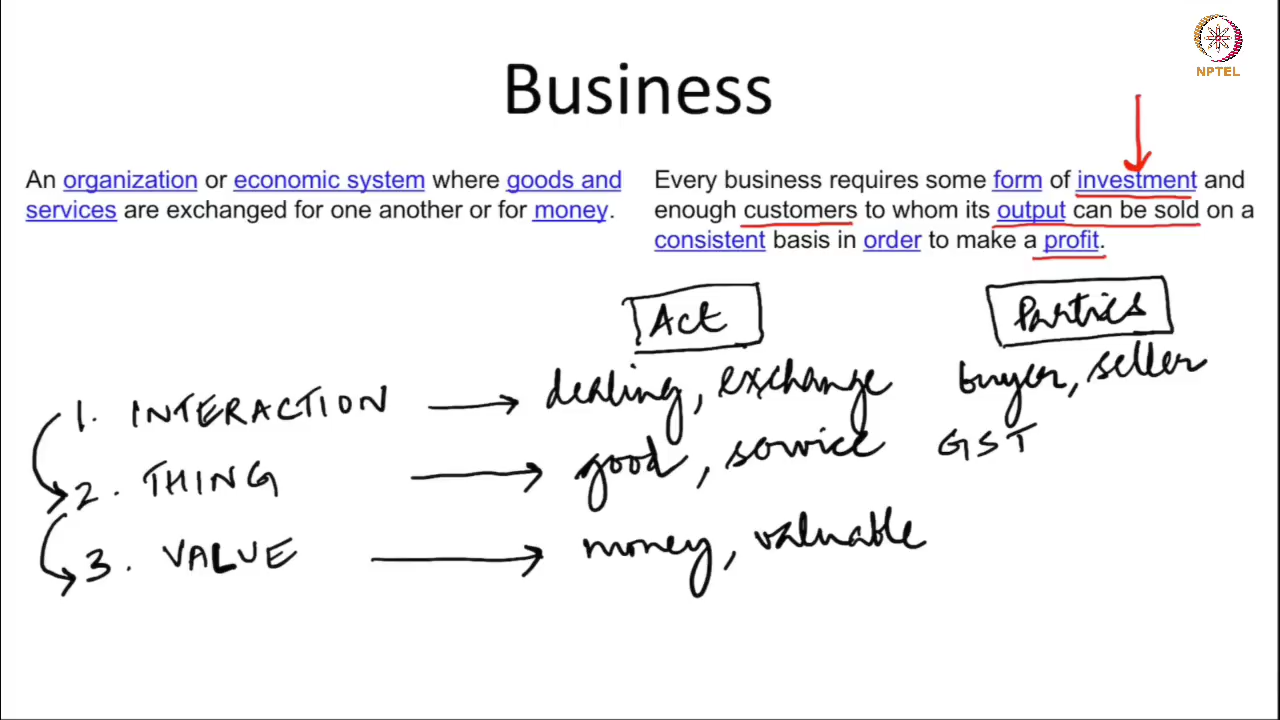 NPTEL
Business
An organization or economic system where goods and
services are exchanged for one another or for money.
Every business requires some form of investment and
enough customers to whom its output can be sold on a
consistent basis in order to make a profit.
Act
Parties
1. INTERACTION dealing, exchange buyer, seller
2. THING good, service GST
3. VALUE money, valuable